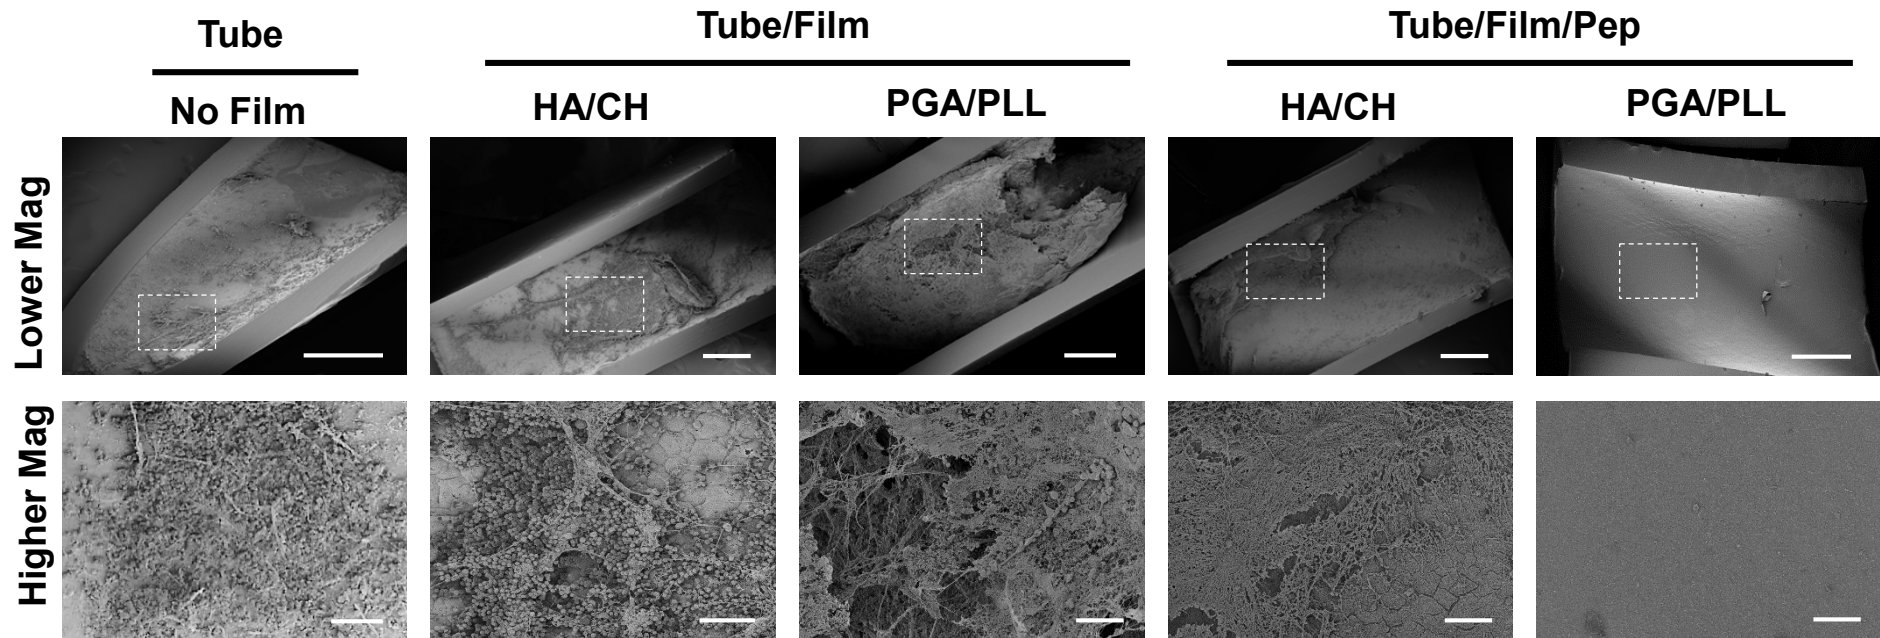 Tube
Tube/Film
Tube/Film/Pep
No Film
HA/CH
PGA/PLL
HA/CH
PGA/PLL
Lower Mag
Higher Mag